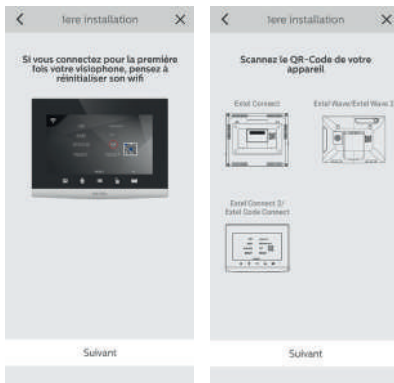 1ere installation
SI vous connectez pour la première
fois votre visiophone, pensez à
réinitialiser son wifi
Suivant
1ere installation
Scannez le QR-Code de votre
appareil
Extel Connect
Extel Wave/Extel Wave 2
Extel Connect 2/
Extel Code Connect
Suivant